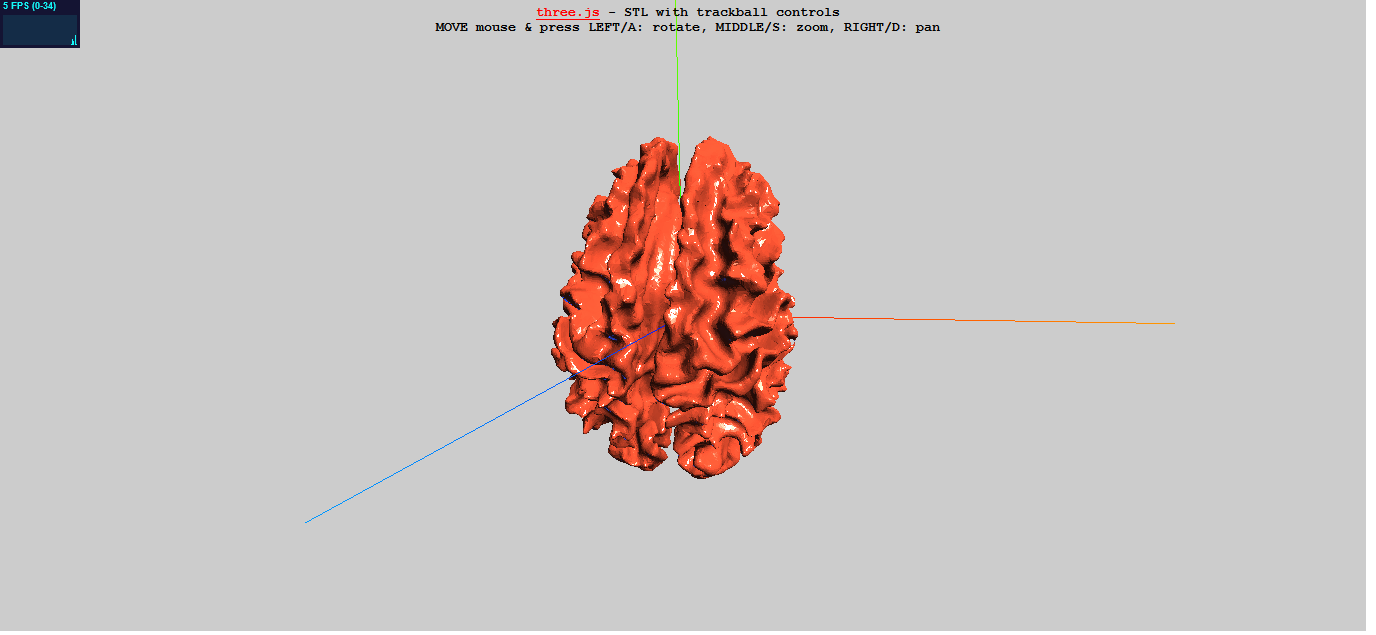 5 FPS (0-34)
three.js - STL with trackball controls
MOVE mouse & press LEFT/A: rotate, MIDDLE/S: zoom, RIGHT/D: pan